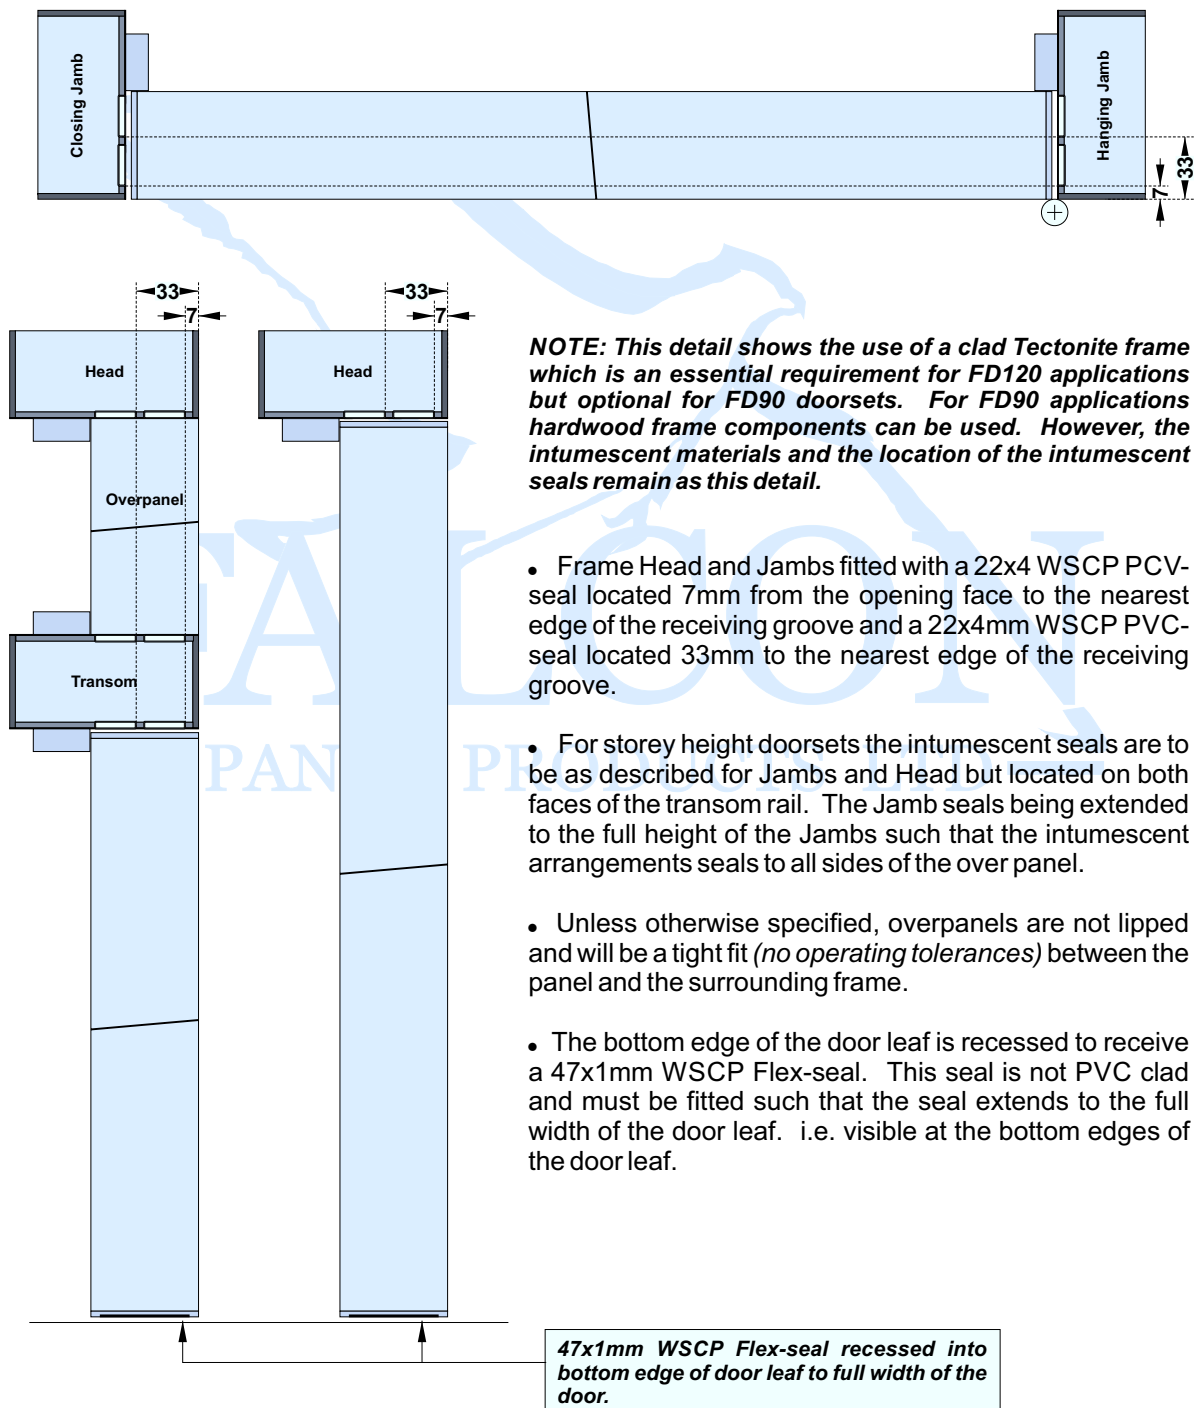 Closing Jamb
Hanging Jamb
33
7
33
7
33
7
Head
Head
Overpanel
Transom
FALCON
PANEL PRODUCTS LTD
NOTE: This detail shows the use of a clad Tectonite frame
which is an essential requirement for FD120 applications
but optional for FD90 doorsets. For FD90 applications
hardwood frame components can be used. However, the
intumescent materials and the location of the intumescent
seals remain as this detail.
• Frame Head and Jambs fitted with a 22x4 WSCP PCV-
seal located 7mm from the opening face to the nearest
edge of the receiving groove and a 22x4mm WSCP PVC-
seal located 33mm to the nearest edge of the receiving
groove.
• For storey height doorsets the intumescent seals are to
be as described for Jambs and Head but located on both
faces of the transom rail. The Jamb seals being extended
to the full height of the Jambs such that the intumescent
arrangements seals to all sides of the over panel.
• Unless otherwise specified, overpanels are not lipped
and will be a tight fit (no operating tolerances) between the
panel and the surrounding frame.
• The bottom edge of the door leaf is recessed to receive
a 47x1mm WSCP Flex-seal. This seal is not PVC clad
and must be fitted such that the seal extends to the full
width of the door leaf. i.e. visible at the bottom edges of
the door leaf.
47x1mm WSCP Flex-seal recessed into
bottom edge of door leaf to full width of the
door.